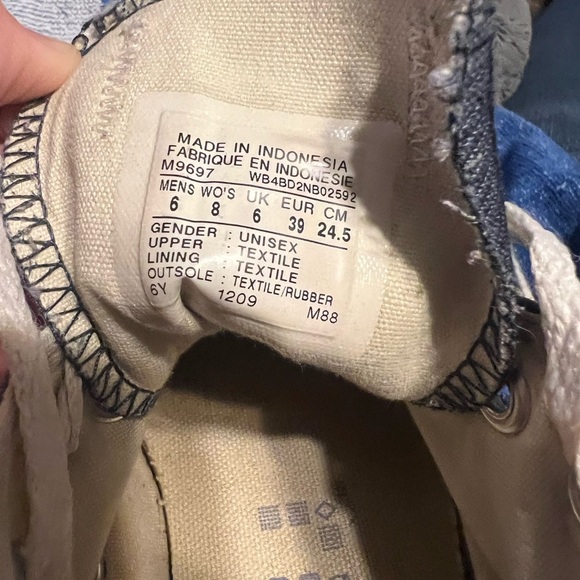 MADE IN INDONESIA
FABRIQUE EN INDONESIE
M9697 WB4BD2NB02592
MENS WO'S UK EUR CM
6 8 6 39 24.5
GENDER : UNISEX
UPPER : TEXTILE
LINING : TEXTILE
OUTSOLE : TEXTILE/RUBBER
6Y 1209 M88